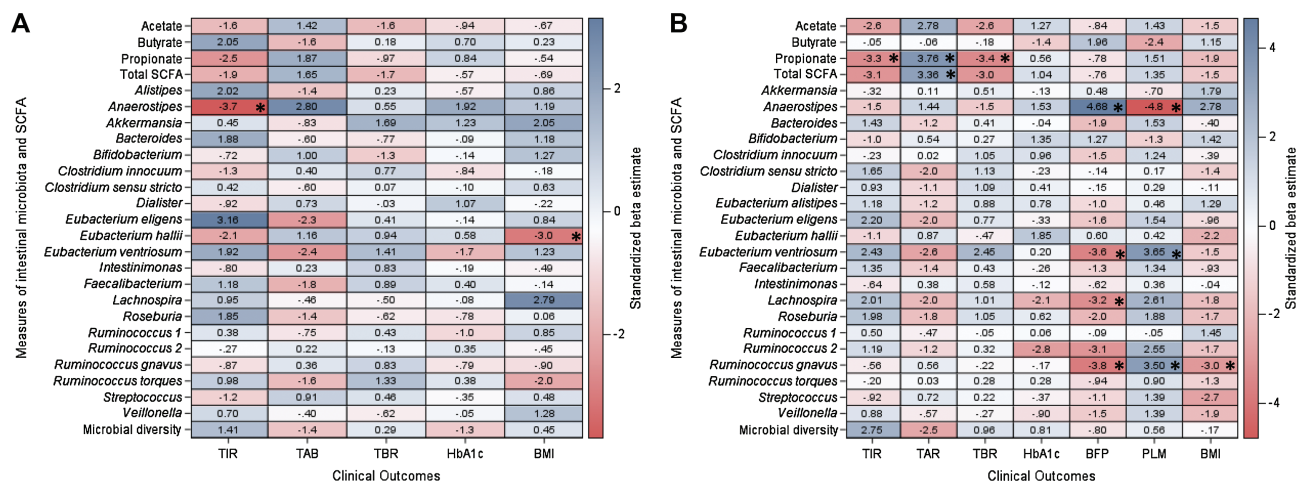 A
Measures of intestinal microbiota and SCFA
Acetate -1.6 1.42 -1.6 -.94 -.67
Butyrate 2.05 -1.6 0.18 0.70 0.23
Propionate -2.5 1.87 -.97 0.84 -.54
Total SCFA -1.9 1.65 -1.7 -.57 -.69
Alistipes 2.02 -1.4 0.23 -.57 0.86
Anaerostipes -3.7 * 2.80 0.55 1.92 1.19
Akkermansia 0.45 -.83 1.69 1.23 2.05
Bacteroides 1.88 -.60 -.77 -.09 1.18
Bifidobacterium -.72 1.00 -1.3 -.14 1.27
Clostridium innocuum -1.3 0.40 0.77 -.84 -.18
Clostridium sensu stricto 0.42 -.60 0.07 -.10 0.63
Dialister -.92 0.73 -.03 1.07 -.22
Eubacterium eligens 3.16 -2.3 0.41 -.14 0.84
Eubacterium hallii -2.1 1.16 0.94 0.58 -3.0 *
Eubacterium ventriosum 1.92 -2.4 1.41 -1.7 1.23
Intestinimonas -.80 0.23 0.83 -.19 -.49
Faecalibacterium 1.18 -1.8 0.89 0.40 -.14
Lachnospira 0.95 -.46 -.50 -.08 2.79
Roseburia 1.85 -1.4 -.62 -.78 0.06
Ruminococcus 1 0.38 -.75 0.43 -1.0 0.85
Ruminococcus 2 -.27 0.22 -.13 0.35 -.45
Ruminococcus gnavus -.87 0.36 0.83 -.79 -.90
Ruminococcus torques 0.98 -1.6 1.33 0.38 -2.0
Streptococcus -1.2 0.91 0.46 -.35 0.48
Veillonella 0.70 -.40 -.62 -.05 1.28
Microbial diversity 1.41 -1.4 0.29 -1.3 0.45
TIR TAB TBR HbA1c BMI
Clinical Outcomes
2
0
-2
Standardized beta estimate
B
Measures of intestinal microbiota and SCFA
Acetate -2.6 2.78 -2.6 1.27 -.84 1.43 -1.5
Butyrate -.05 -.06 -.18 -1.4 1.96 -2.4 1.15
Propionate -3.3 * 3.76 * -3.4 * 0.56 -.78 1.51 -1.9
Total SCFA -3.1 3.36 * -3.0 1.04 -.76 1.35 -1.5
Akkermansia -.32 0.11 0.51 -.13 0.48 -.70 1.79
Anaerostipes -1.5 1.44 -1.5 1.53 4.68 * -4.8 * 2.78
Bacteroides 1.43 -1.2 0.41 -.04 -1.9 1.53 -.40
Bifidobacterium -1.0 0.54 0.27 1.35 1.27 -1.3 1.42
Clostridium innocuum -.23 0.02 1.05 0.96 -1.5 1.24 -.39
Clostridium sensu stricto 1.65 -2.0 1.13 -.23 -.14 0.17 -1.4
Dialister 0.93 -1.1 1.09 0.41 -.15 0.29 -.11
Eubacterium alistipes 1.18 -1.2 0.88 0.78 -1.0 0.46 1.29
Eubacterium eligens 2.20 -2.0 0.77 -.33 -1.6 1.54 -.96
Eubacterium hallii -1.1 0.87 -.47 1.85 0.60 0.42 -2.2
Eubacterium ventriosum 2.43 -2.6 2.45 0.20 -3.6 * 3.65 * -1.5
Faecalibacterium 1.35 -1.4 0.43 -.26 -1.3 1.34 -.93
Intestinimonas -.64 0.38 0.58 -.12 -.62 0.36 -.04
Lachnospira 2.01 -2.0 1.01 -2.1 -3.2 * 2.61 -1.8
Roseburia 1.98 -1.8 1.05 0.62 -2.0 1.88 -1.7
Ruminococcus 1 0.50 -.47 -.05 0.06 -.09 -.05 1.45
Ruminococcus 2 1.19 -1.2 0.32 -2.8 -3.1 2.55 -1.7
Ruminococcus gnavus -.56 0.56 -.22 -.17 -3.8 * 3.50 * -3.0 *
Ruminococcus torques -.20 0.03 0.28 0.28 -.94 0.90 -1.3
Streptococcus -.92 0.72 0.22 -.37 -1.1 1.39 -2.7
Veillonella 0.88 -.57 -.27 -.90 -1.5 1.39 -1.9
Microbial diversity 2.75 -2.5 0.96 0.81 -.80 0.56 -.17
TIR TAR TBR HbA1c BFP PLM BMI
Clinical Outcomes
4
2
0
-2
-4
Standardized beta estimate